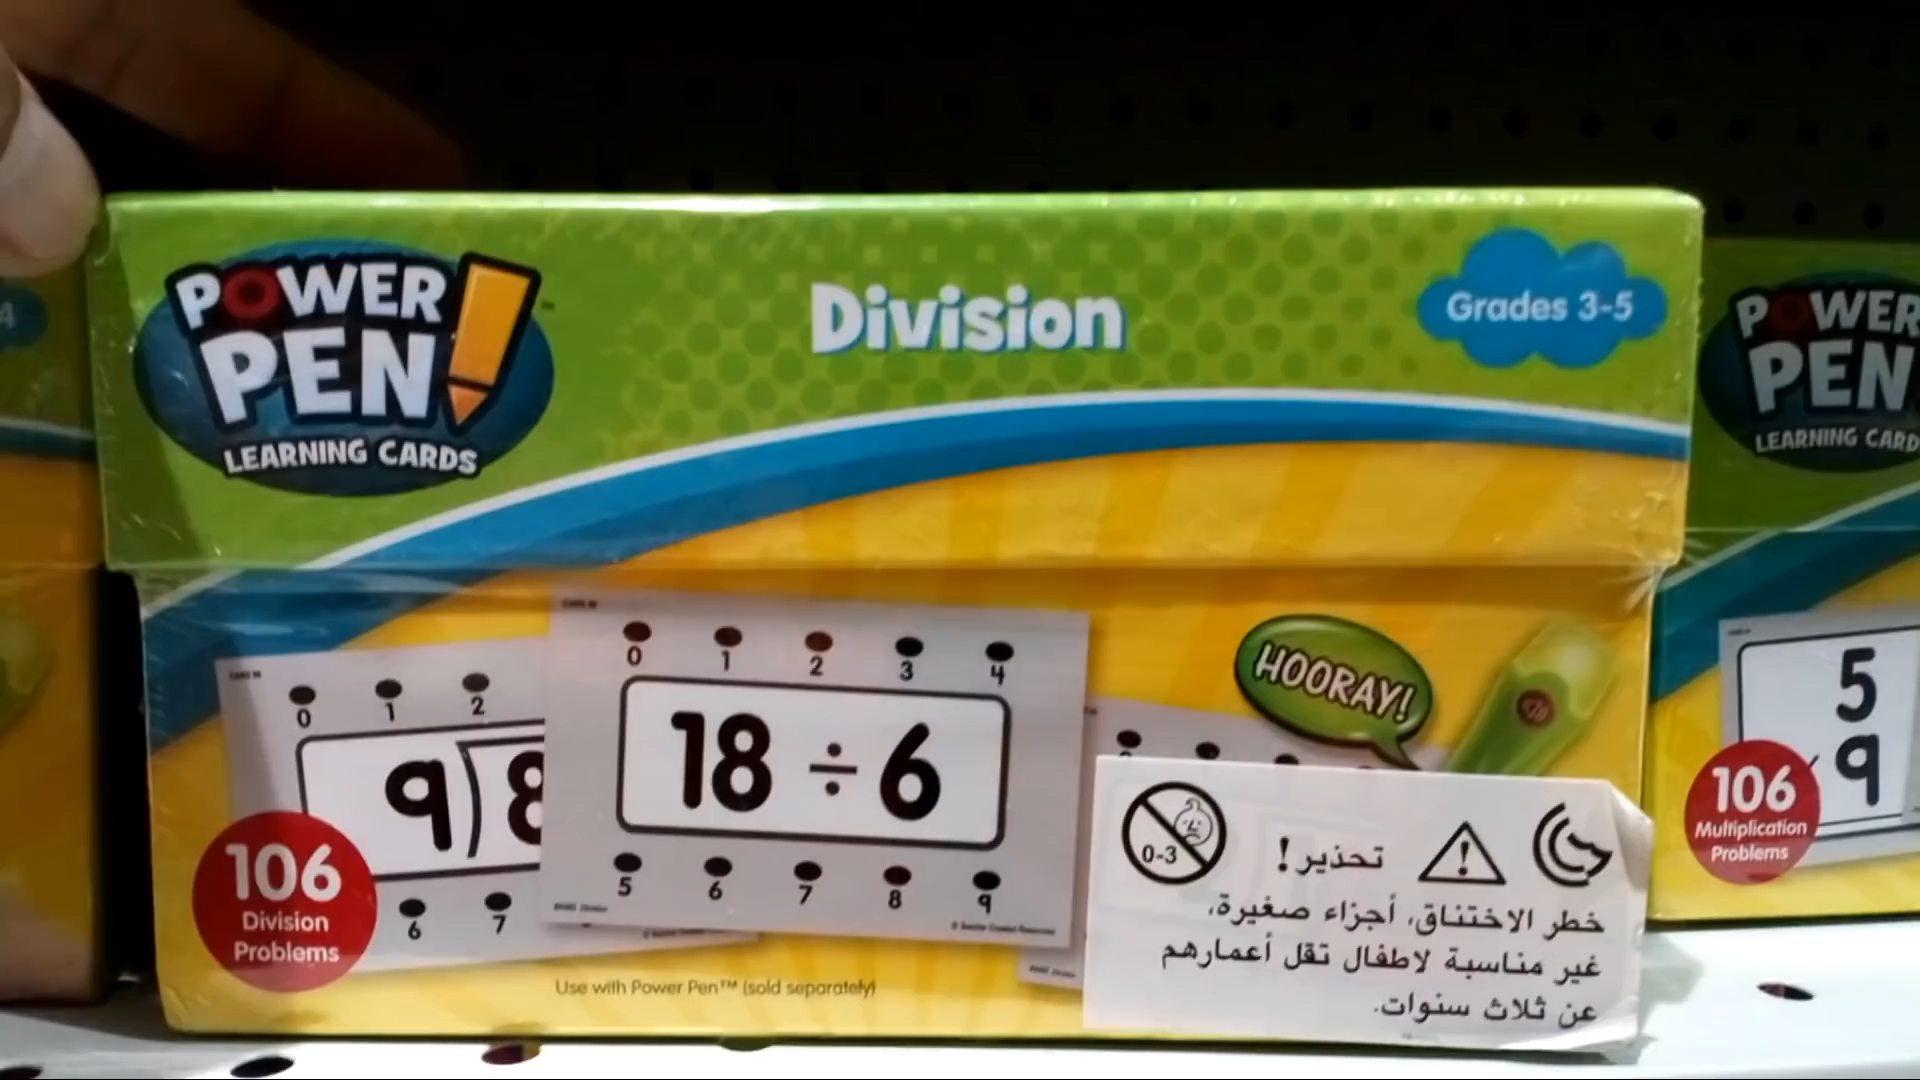 POWER
PEN!
LEARNING CARDS
Division
Grades 3-5
0 1 2
9 8
6 7
0 1 2 3 4
18 ÷ 6
5 6 7 8 9
HOORAY!
106
Division
Problems
Use with Power Pen™ (sold separately)
0-3
تحذير!
خطر الاختناق، أجزاء صغيرة،
غير مناسبة لاطفال تقل أعمارهم
عن ثلاث سنوات.
POWER
PEN
LEARNING CARD
5
9
106
Multiplication
Problems
4